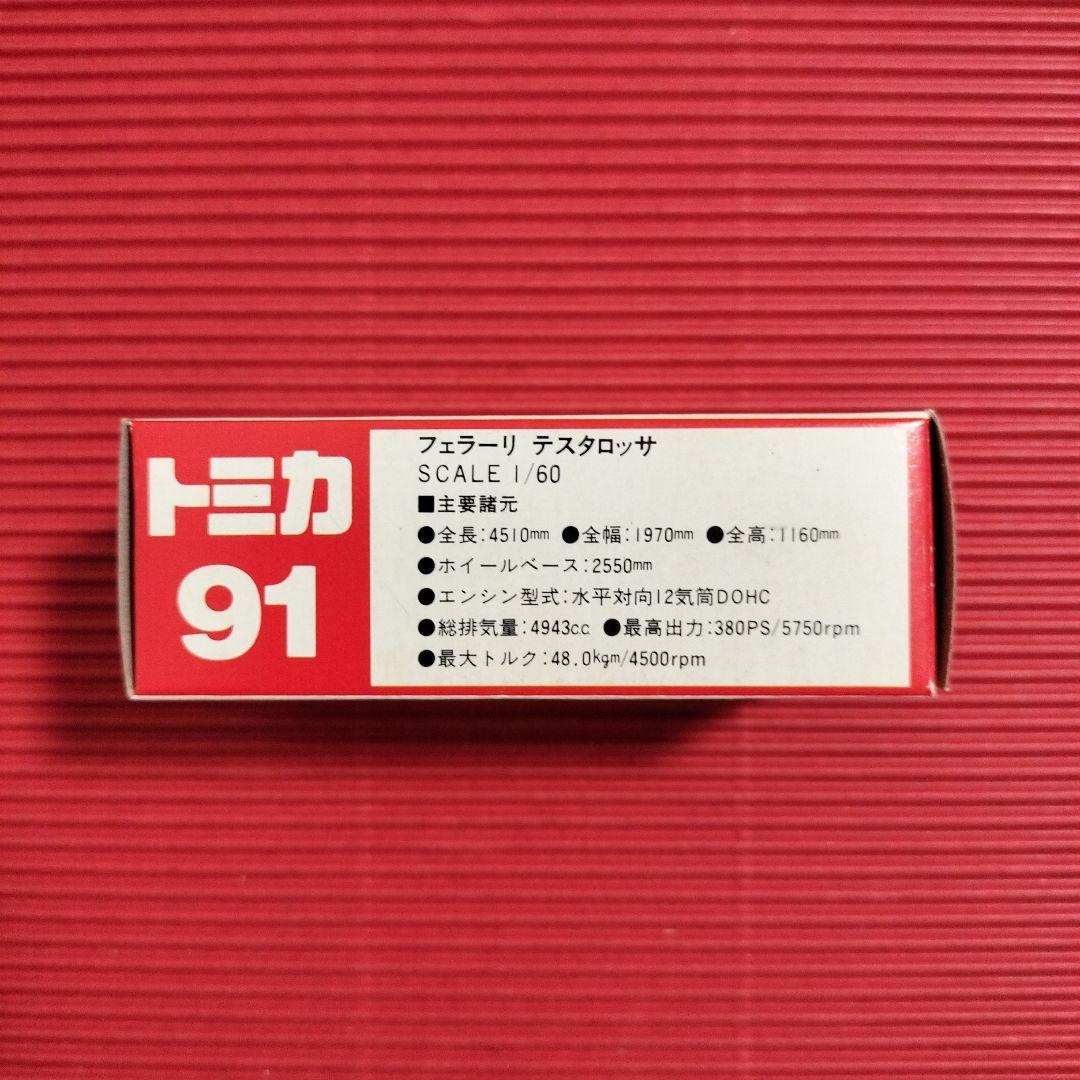 トミカ
91
フェラーリ テスタロッサ
SCALE 1/60
■主要諸元
●全長:4510mm ●全幅:1970mm ●全高:1160mm
●ホイールベース:2550mm
●エンシン型式:水平対向12気筒DOHC
●総排気量:4943cc ●最高出力:380PS/5750rpm
●最大トルク:48.0kgm/4500rpm